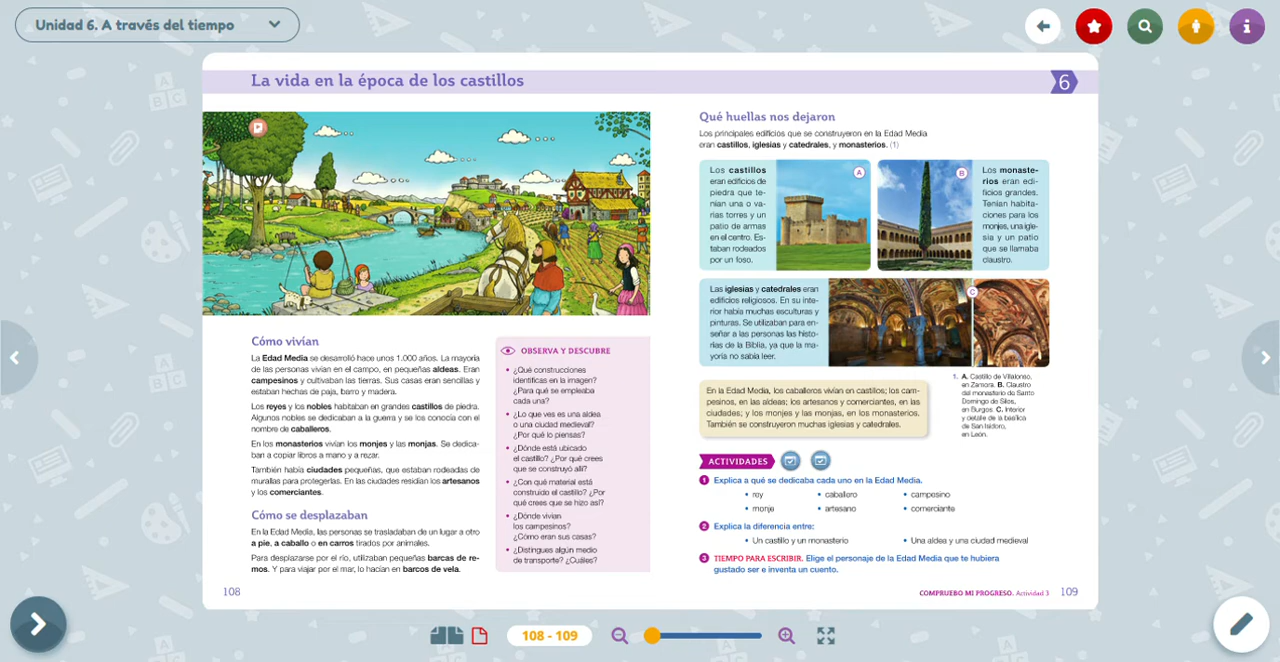 Unidad 6. A través del tiempo
La vida en la época de los castillos
6
P
Cómo vivían
La Edad Media se desarrolló hace unos 1.000 años. La mayoría
de las personas vivían en el campo, en pequeñas aldeas. Eran
campesinos y cultivaban las tierras. Sus casas eran sencillas y
estaban hechas de paja, barro y madera.
Los reyes y los nobles habitaban en grandes castillos de piedra.
Algunos nobles se dedicaban a la guerra y se los conocía con el
nombre de caballeros.
En los monasterios vivían los monjes y las monjas. Se dedica-
ban a copiar libros a mano y a rezar.
También había ciudades pequeñas, que estaban rodeadas de
murallas para protegerlas. En las ciudades residían los artesanos
y los comerciantes.
Cómo se desplazaban
En la Edad Media, las personas se trasladaban de un lugar a otro
a pie, a caballo o en carros tirados por animales.
Para desplazarse por el río, utilizaban pequeñas barcas de re-
mos. Y para viajar por el mar, lo hacían en barcos de vela.
OBSERVA Y DESCUBRE
• ¿Qué construcciones
identificas en la imagen?
¿Para qué se empleaba
cada una?
• ¿Lo que ves es una aldea
o una ciudad medieval?
¿Por qué lo piensas?
• ¿Dónde está ubicado
el castillo? ¿Por qué crees
que se construyó allí?
• ¿Con qué material está
construido el castillo? ¿Por
qué crees que se hizo así?
• ¿Dónde vivían
los campesinos?
¿Cómo eran sus casas?
• ¿Distingues algún medio
de transporte? ¿Cuáles?
108
Qué huellas nos dejaron
Los principales edificios que se construyeron en la Edad Media
eran castillos, iglesias y catedrales, y monasterios. (1)
Los castillos
eran edificios de
piedra que te-
nían una o va-
rias torres y un
patio de armas
en el centro. Es-
taban rodeados
por un foso.
A
B
Los monaste-
rios eran edi-
ficios grandes.
Tenían habita-
ciones para los
monjes, una igle-
sia y un patio
que se llamaba
claustro.
Las iglesias y catedrales eran
edificios religiosos. En su inte-
rior había muchas esculturas y
pinturas. Se utilizaban para en-
señar a las personas las histo-
rias de la Biblia, ya que la ma-
yoría no sabía leer.
C
1. A. Castillo de Villalonso,
en Zamora. B. Claustro
del monasterio de Santo
Domingo de Silos,
en Burgos. C. Interior
y detalle de la basílica
de San Isidoro,
en León.
En la Edad Media, los caballeros vivían en castillos; los cam-
pesinos, en las aldeas; los artesanos y comerciantes, en las
ciudades; y los monjes y las monjas, en los monasterios.
También se construyeron muchas iglesias y catedrales.
ACTIVIDADES
1 Explica a qué se dedicaba cada uno en la Edad Media.
• rey • caballero • campesino
• monje • artesano • comerciante
2 Explica la diferencia entre:
• Un castillo y un monasterio • Una aldea y una ciudad medieval
3 TIEMPO PARA ESCRIBIR. Elige el personaje de la Edad Media que te hubiera
gustado ser e inventa un cuento.
COMPRUEBO MI PROGRESO. Actividad 3 109
108 - 109